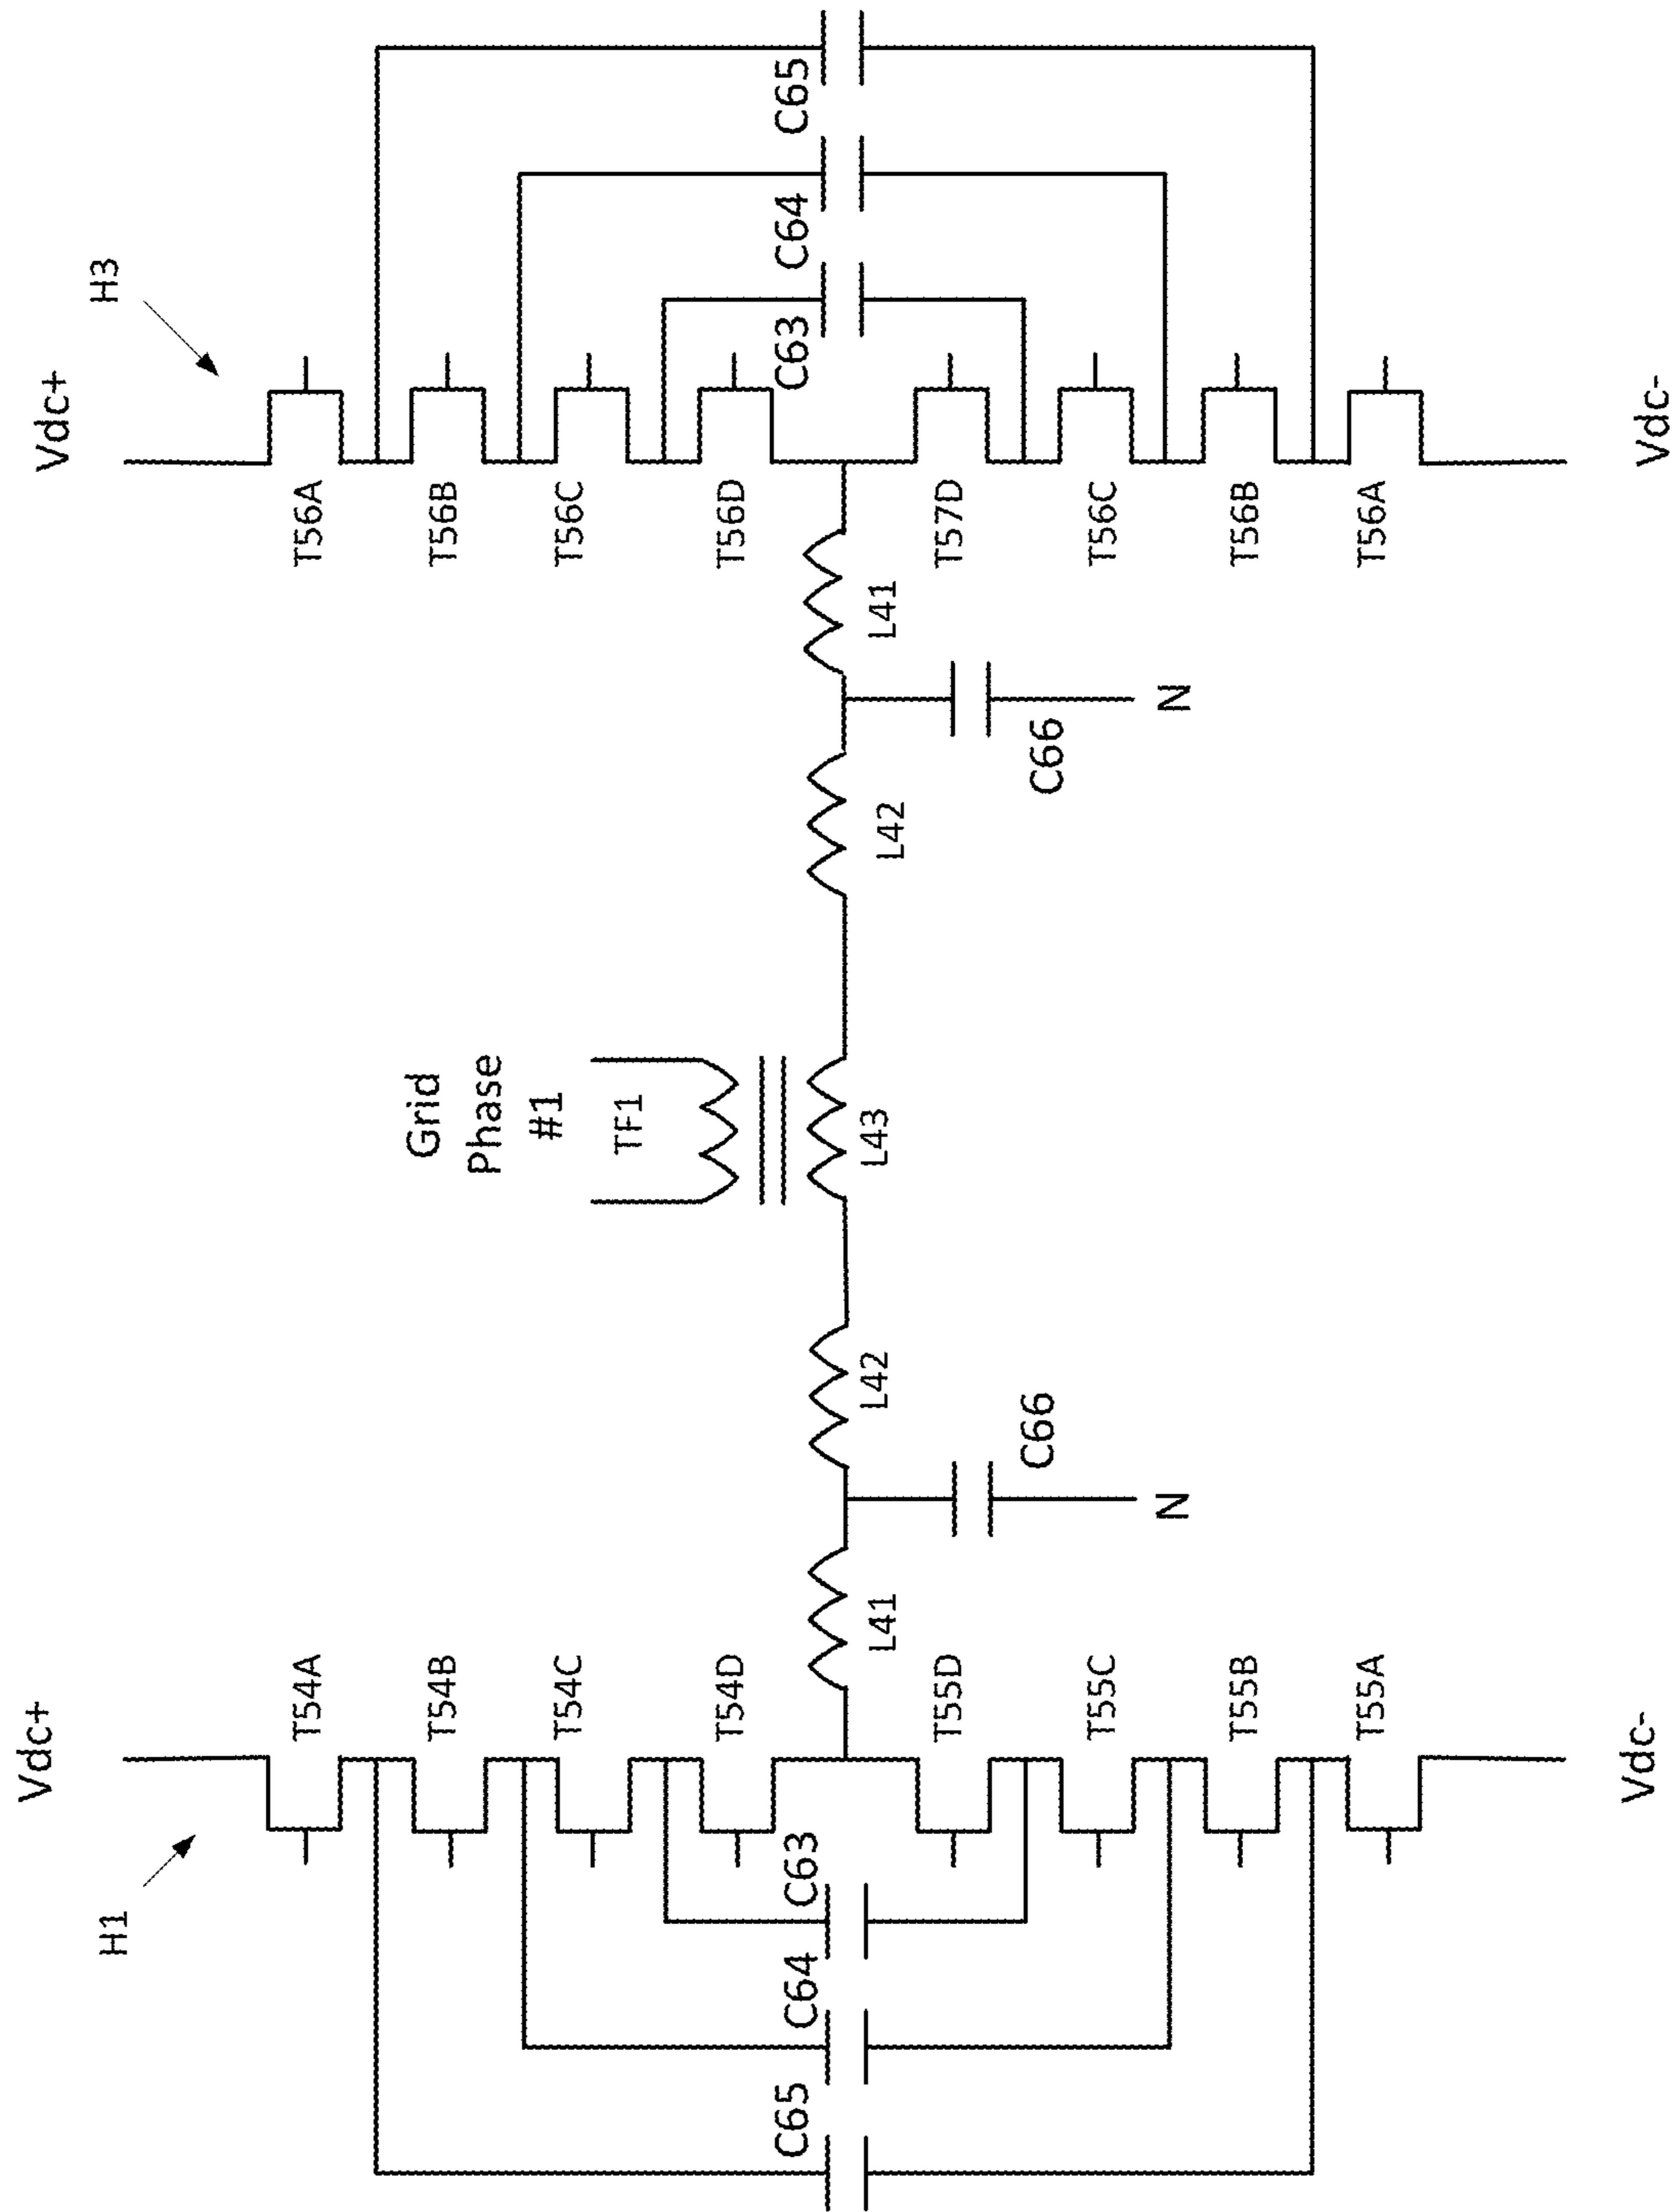 Vdc+
Vdc+
H1
H3
T54A
T54B
T54C
T54D
T55D
T55C
T55B
T55A
C63
C64
C65
Vdc-
L41
C66
N
L42
Grid
Phase
#1
TF1
L43
L42
C66
N
L41
T56A
T56B
T56C
T56D
T57D
T56C
T56B
T56A
C63
C64
C65
Vdc-